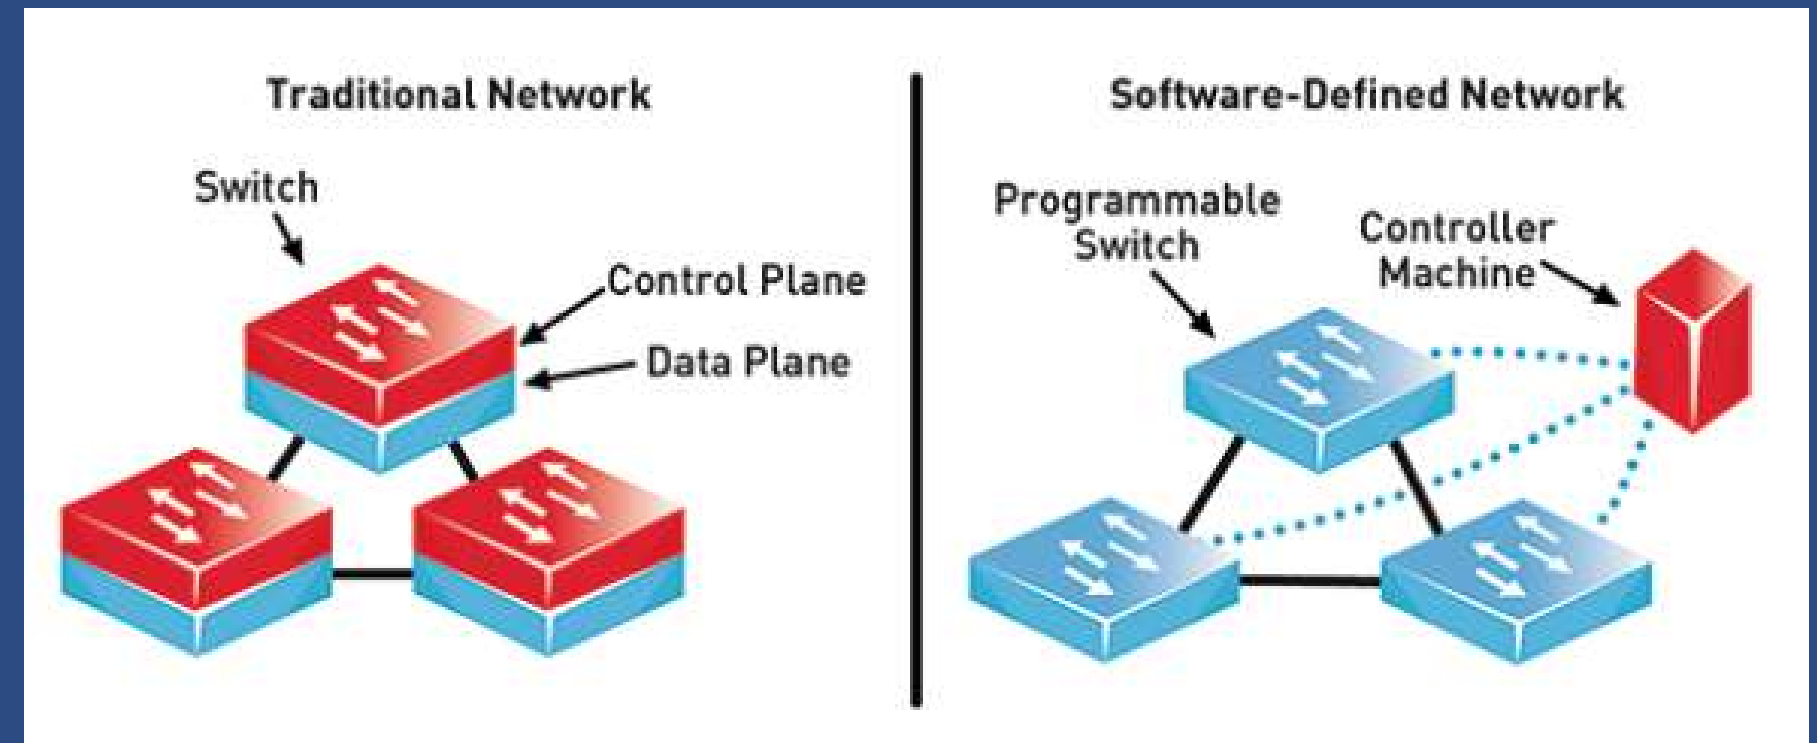 Traditional Network
Switch
Control Plane
Data Plane
Software-Defined Network
Programmable
Switch
Controller
Machine